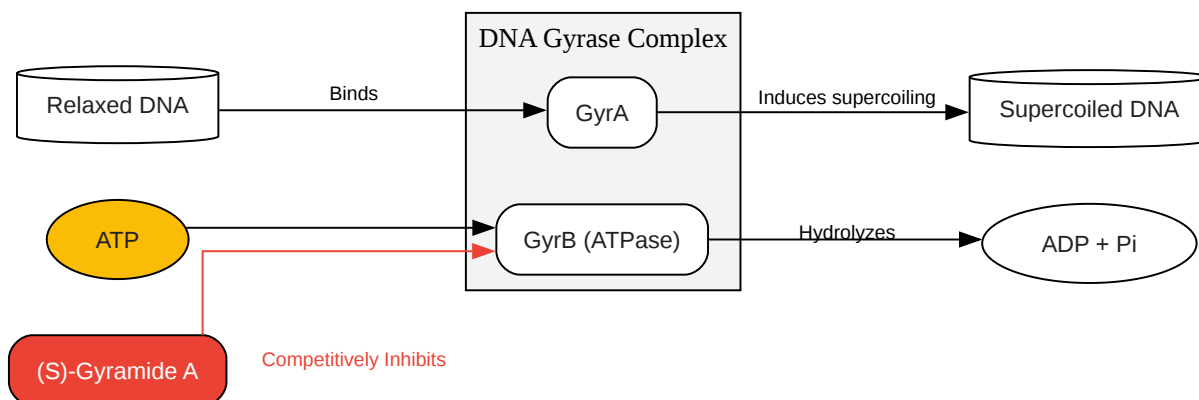 DNA Gyrase Complex
Relaxed DNA
Binds
GyrA
Induces supercoiling
Supercoiled DNA
ATP
GyrB (ATPase)
Hydrolyzes
ADP + Pi
(S)-Gyramide A
Competitively Inhibits